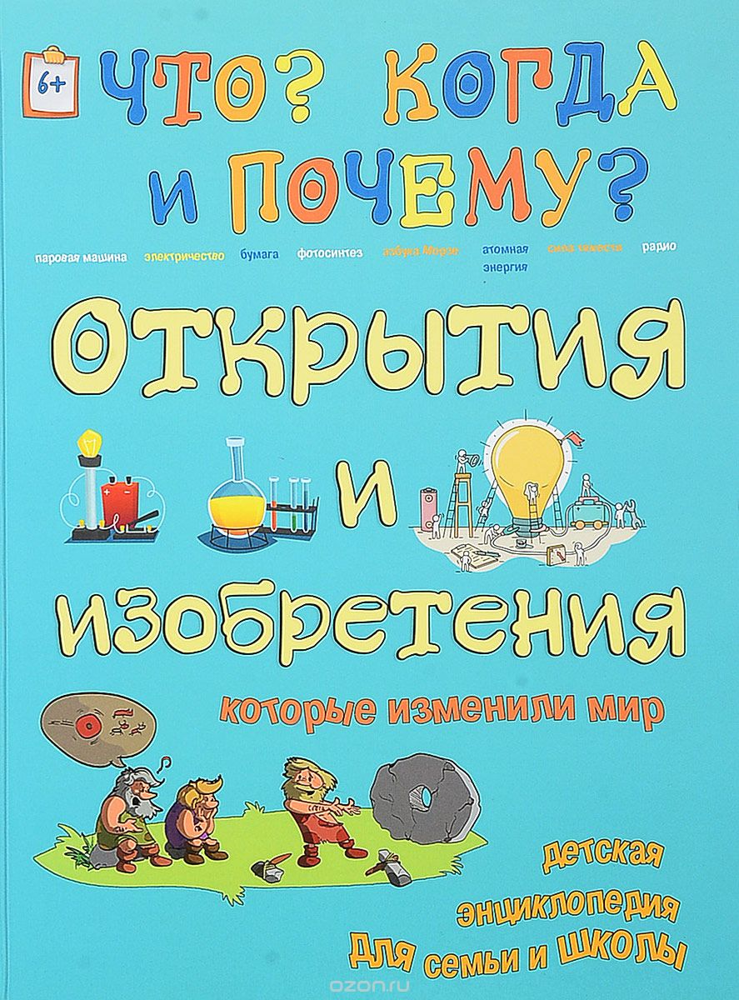 6+
Что? Когда
и почему?
паровая машина электричество бумага фотосинтез азбука Морзе атомная энергия сила тяжести радио
Открытия
и
изобретения
которые изменили мир
детская
энциклопедия
для семьи и школы
ozon.ru